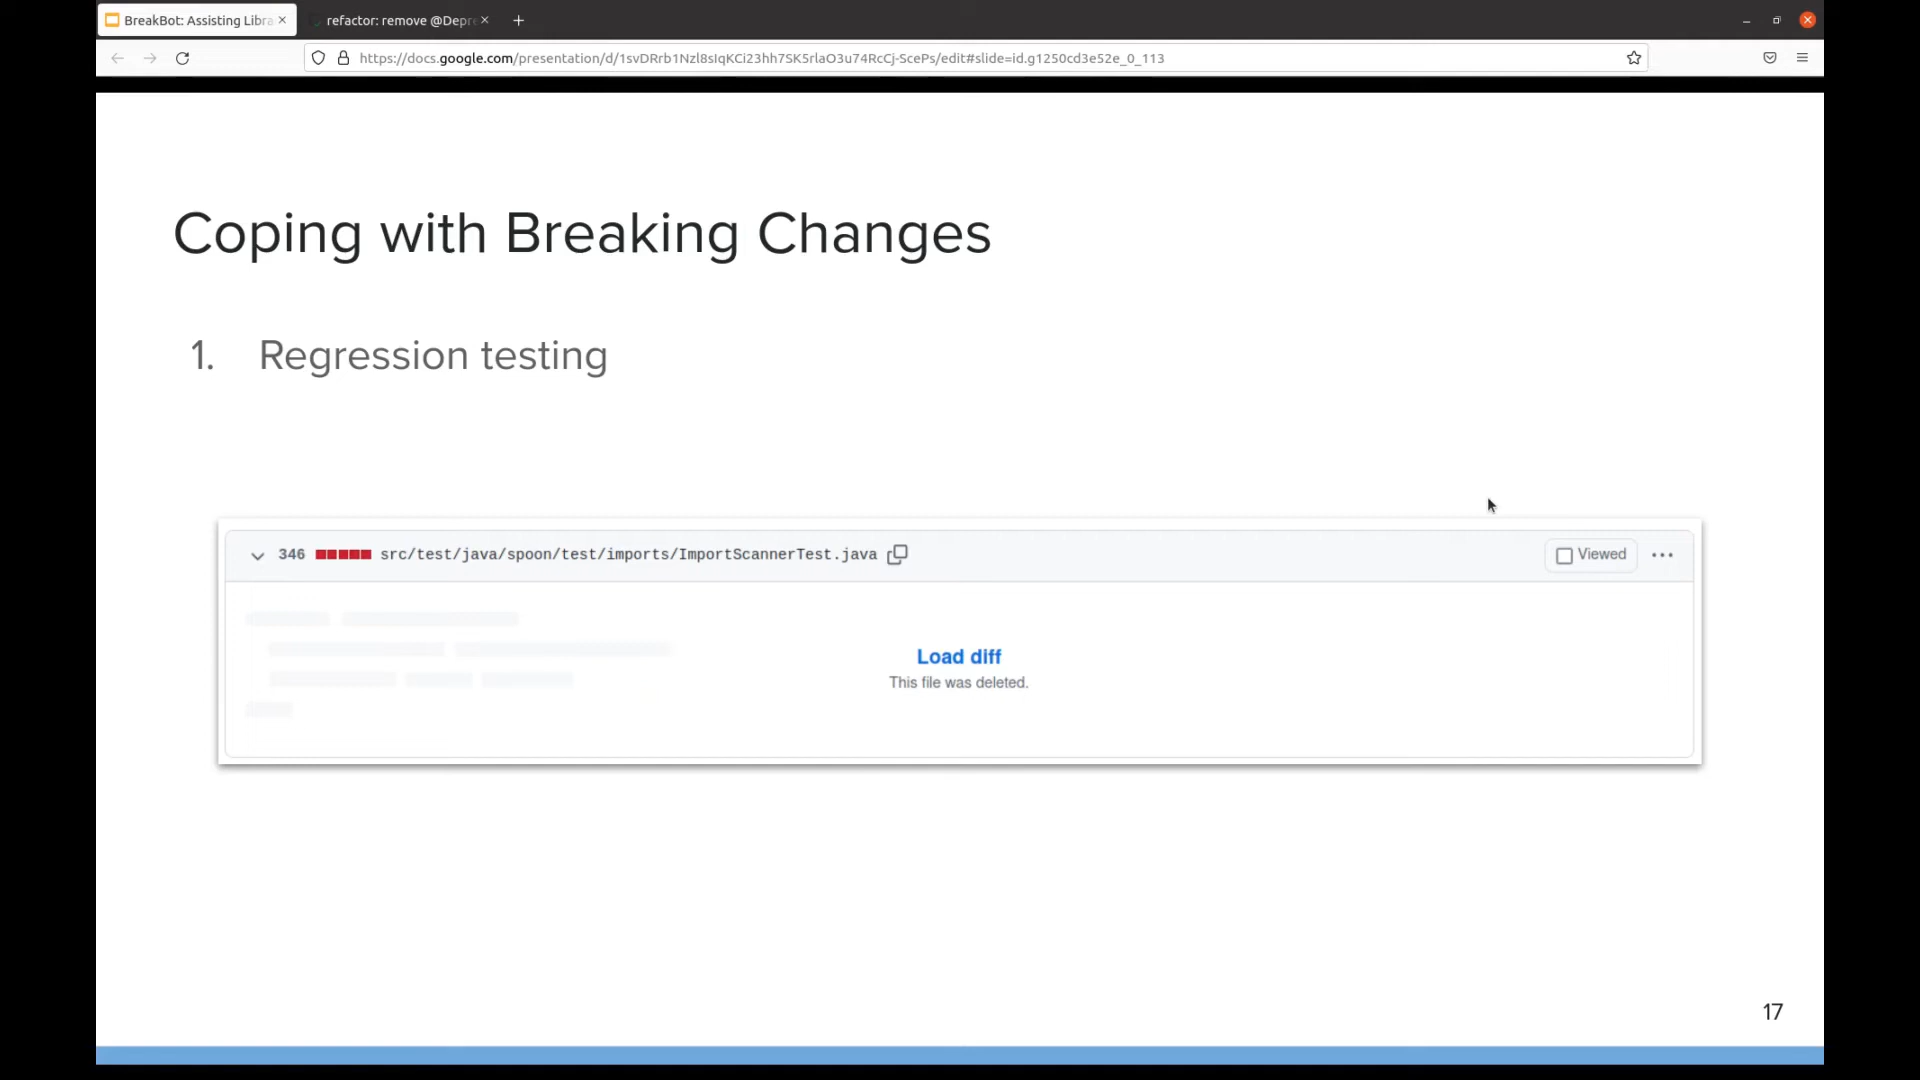 BreakBot: Assisting Libra
refactor: remove @Depre
https://docs.google.com/presentation/d/1svDRrb1Nzl8sIqKCi23hh7SK5rlaO3u74RcCj-ScePs/edit#slide=id.g1250cd3e52e_0_113
Coping with Breaking Changes
1. Regression testing
346 src/test/java/spoon/test/imports/ImportScannerTest.java
Viewed
Load diff
This file was deleted.
17